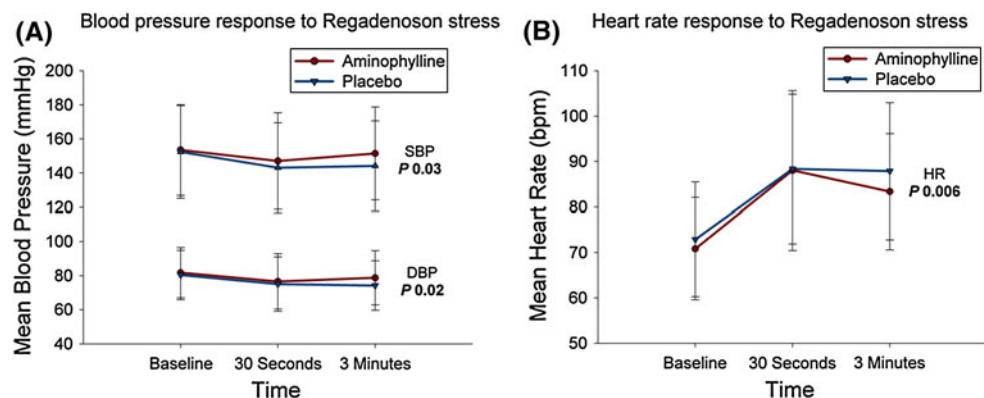 (A)
Blood pressure response to Regadenoson stress
Aminophylline
Placebo
Mean Blood Pressure (mmHg)
200
180
160
140
120
100
80
60
40
SBP
P 0.03
DBP
P 0.02
Baseline 30 Seconds 3 Minutes
Time
(B)
Heart rate response to Regadenoson stress
Aminophylline
Placebo
Mean Heart Rate (bpm)
110
100
90
80
70
60
50
HR
P 0.006
Baseline 30 Seconds 3 Minutes
Time